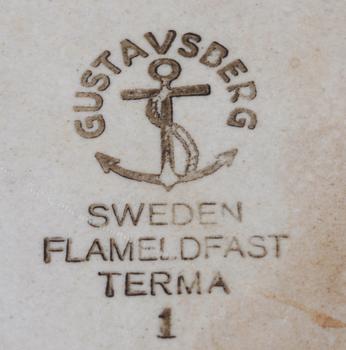 GUSTAVSBERG
SWEDEN
FLAMELDFAST
TERMA
1